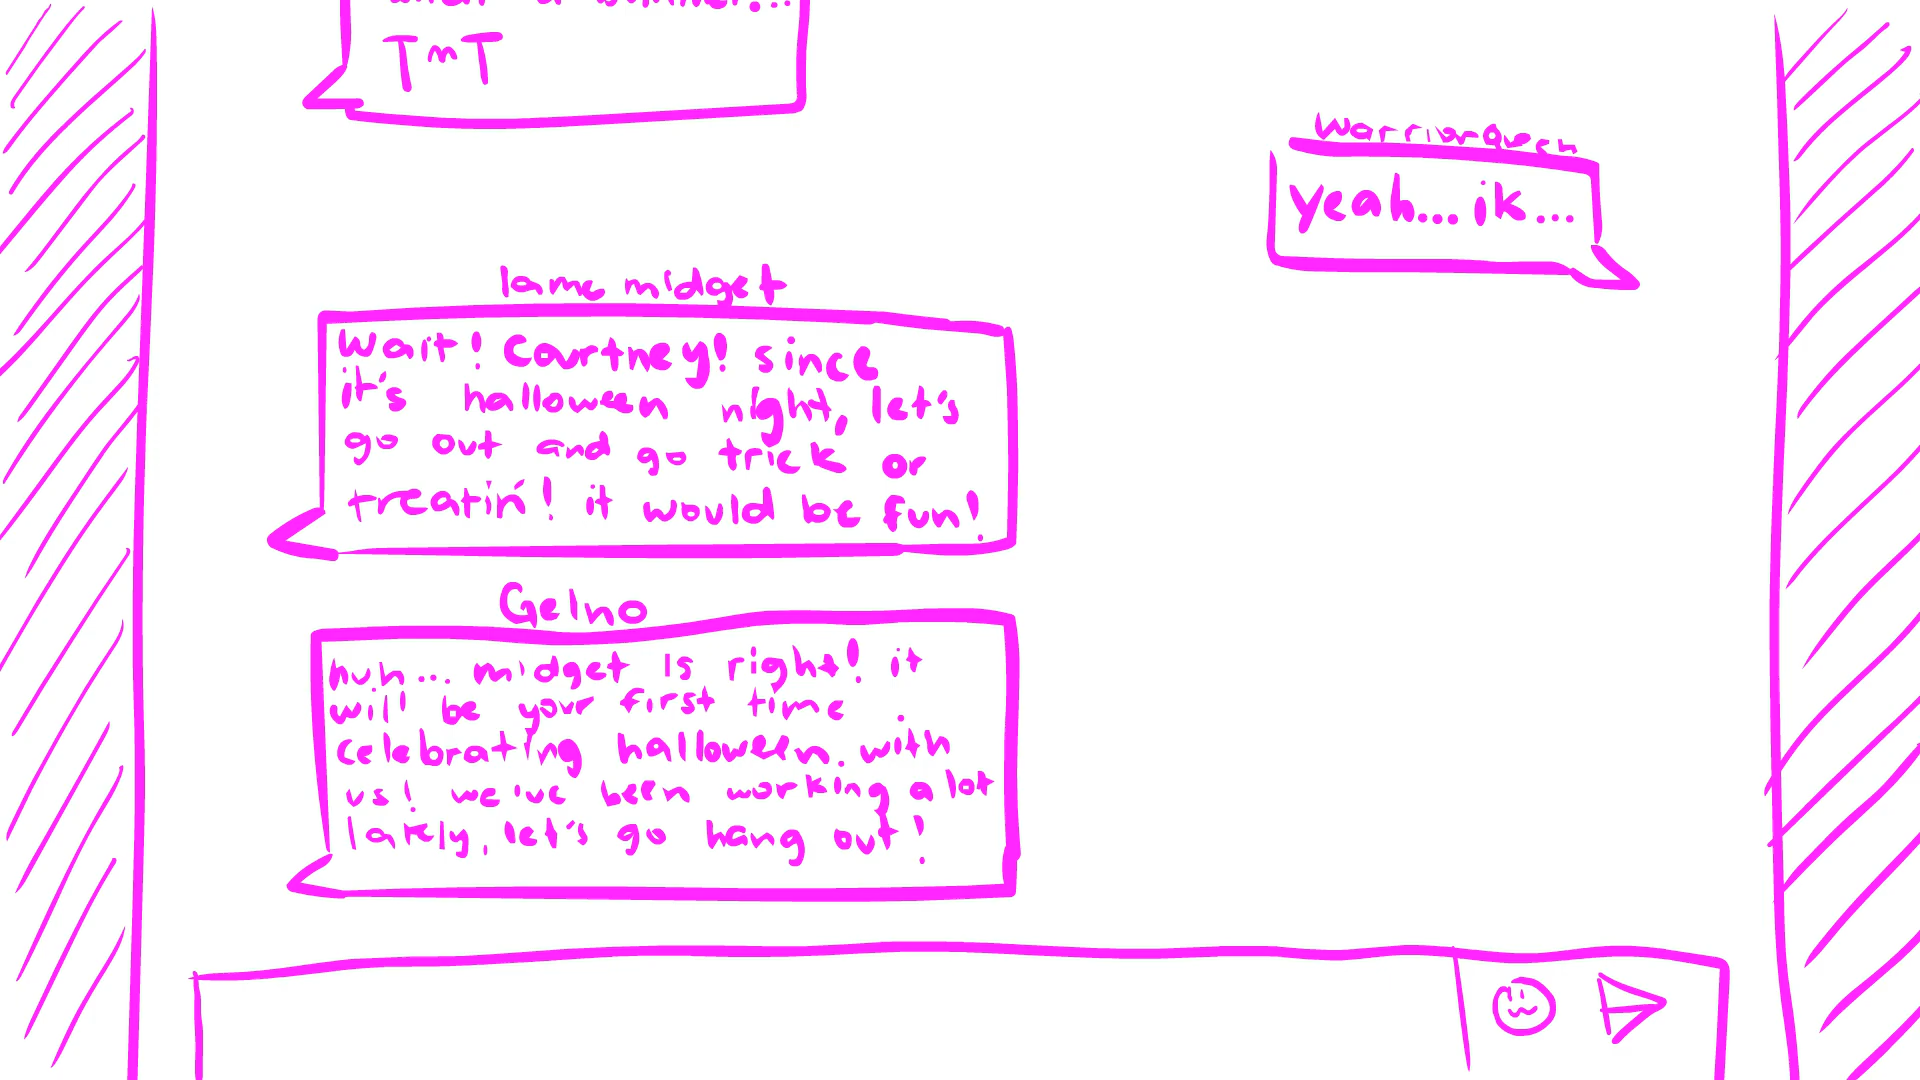 TmT
warriorqueen
yeah...ik...
lame midget
Wait! Courtney! since
it's halloween night, let's
go out and go trick or
treatin'! it would be fun!
Gelno
huh... midget is right! it
will be your first time
celebrating halloween with
us! we've been working a lot
lately, let's go hang out!